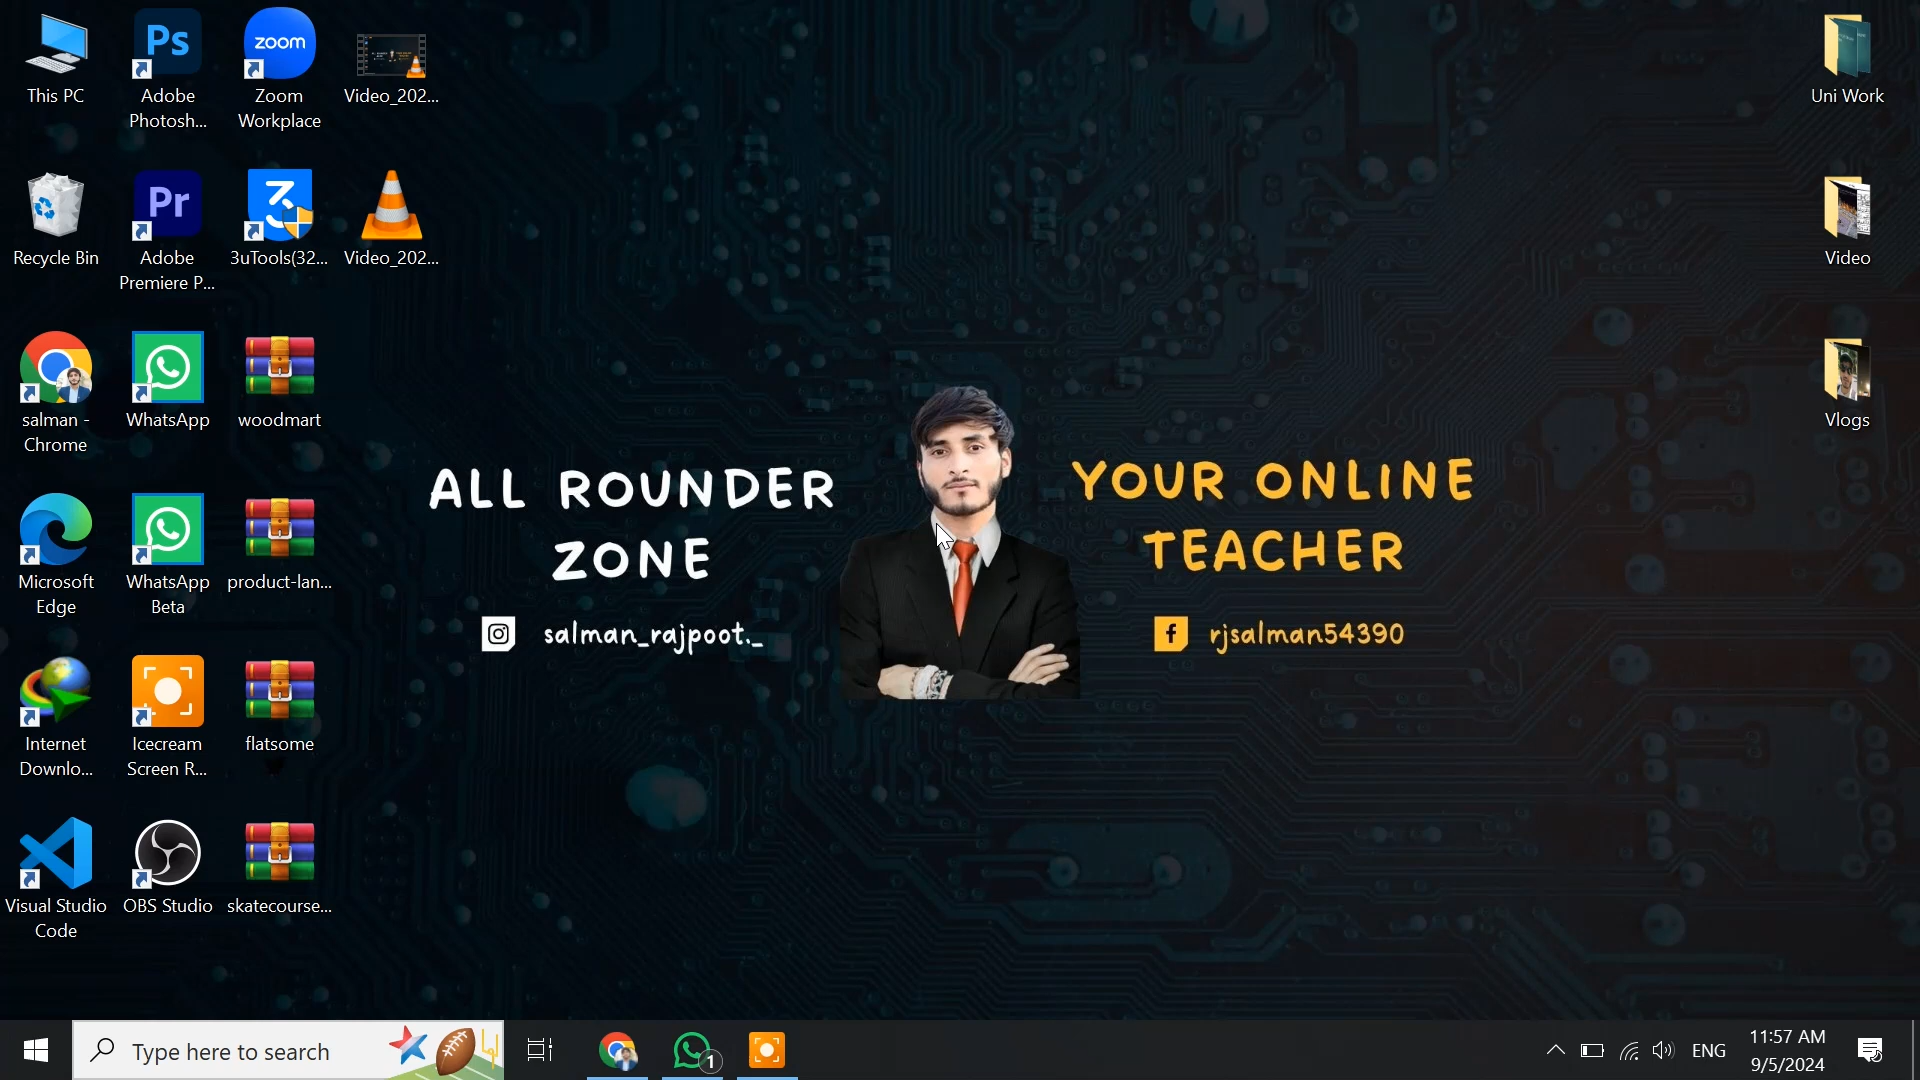 This PC
Recycle Bin
salman -
Chrome
Microsoft
Edge
Internet
Downlo...
Visual Studio
Code
Ps
Adobe
Photosh...
Pr
Adobe
Premiere P...
WhatsApp
WhatsApp
Beta
Icecream
Screen R...
OBS Studio
zoom
Zoom
Workplace
3uTools(32...
woodmart
product-lan...
flatsome
skatecourse...
Video_202...
Video_202...
ALL ROUNDER
ZONE
salman_rajpoot._
YOUR ONLINE
TEACHER
rjsalman54390
Uni Work
Video
Vlogs
Type here to search
1
ENG
11:57 AM
9/5/2024